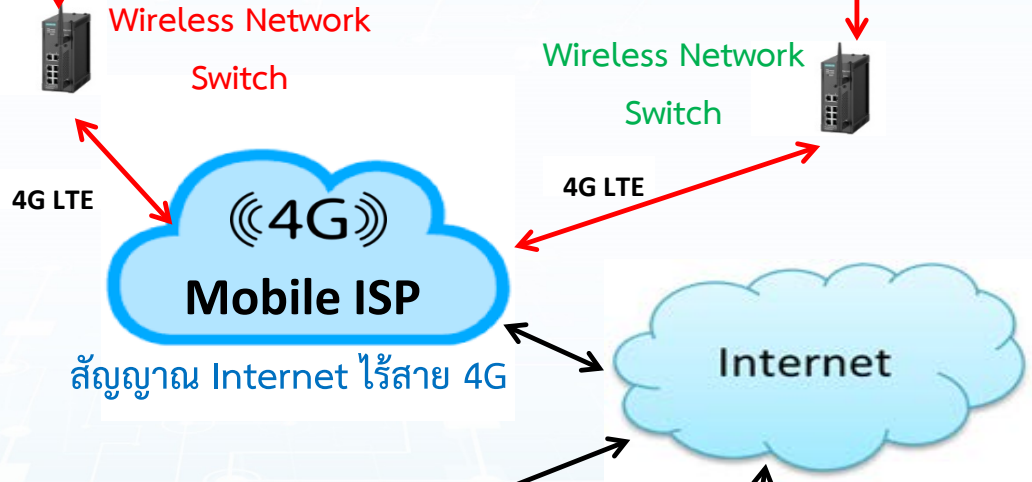 Wireless Network
Switch
Wireless Network
Switch
4G LTE
4G LTE
((4G))
Mobile ISP
สัญญาณ Internet ไร้สาย 4G
Internet